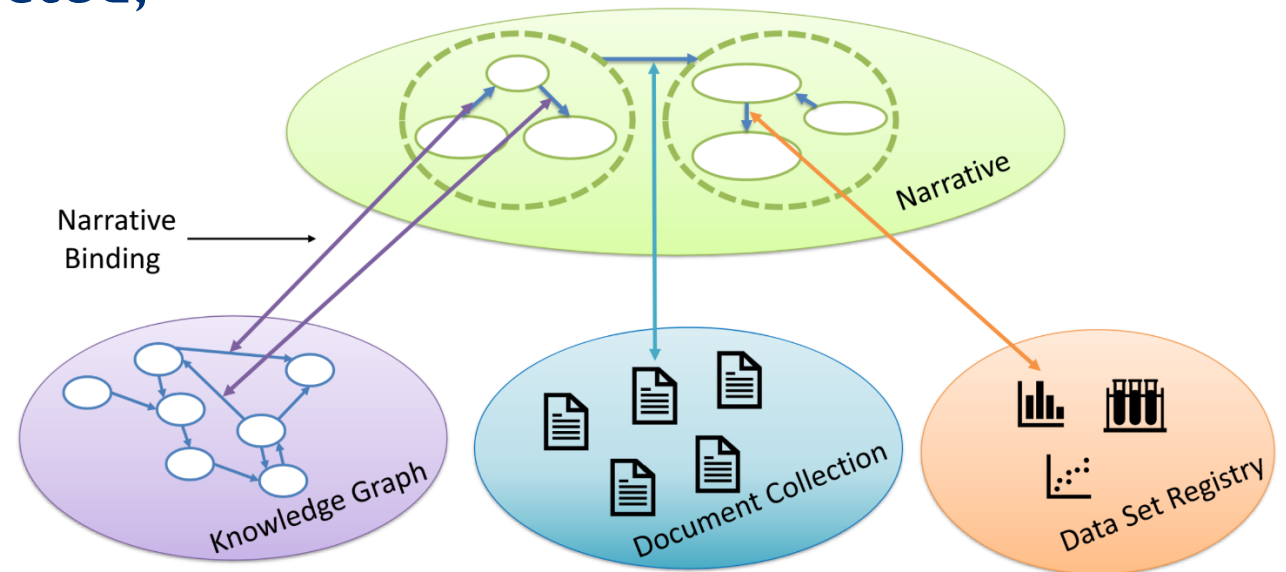 Narrative
Narrative
Binding
Knowledge Graph
Document Collection
Data Set Registry